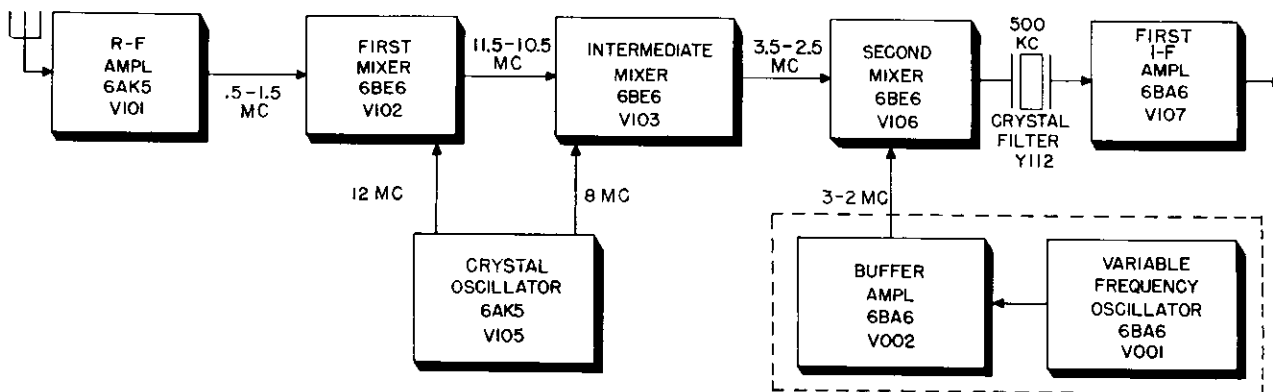 R-F
AMPL
6AK5
V101
.5-1.5
MC
FIRST
MIXER
6BE6
V102
11.5-10.5
MC
INTERMEDIATE
MIXER
6BE6
V103
3.5-2.5
MC
SECOND
MIXER
6BE6
V106
500
KC
CRYSTAL
FILTER
Y112
FIRST
I-F
AMPL
6BA6
V107
12 MC
8 MC
3-2 MC
CRYSTAL
OSCILLATOR
6AK5
V105
BUFFER
AMPL
6BA6
V002
VARIABLE
FREQUENCY
OSCILLATOR
6BA6
V001